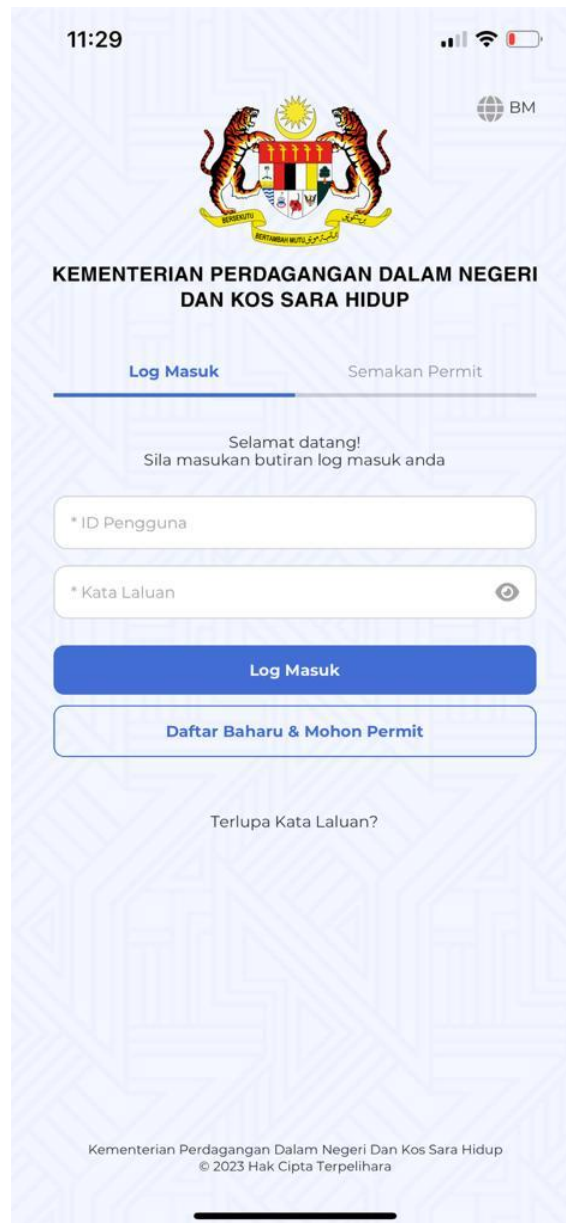 11:29
BM
BERSEKUTU
BERTAMBAH MUTU
KEMENTERIAN PERDAGANGAN DALAM NEGERI
DAN KOS SARA HIDUP
Log Masuk
Semakan Permit
Selamat datang!
Sila masukan butiran log masuk anda
* ID Pengguna
* Kata Laluan
Log Masuk
Daftar Baharu & Mohon Permit
Terlupa Kata Laluan?
Kementerian Perdagangan Dalam Negeri Dan Kos Sara Hidup
© 2023 Hak Cipta Terpelihara